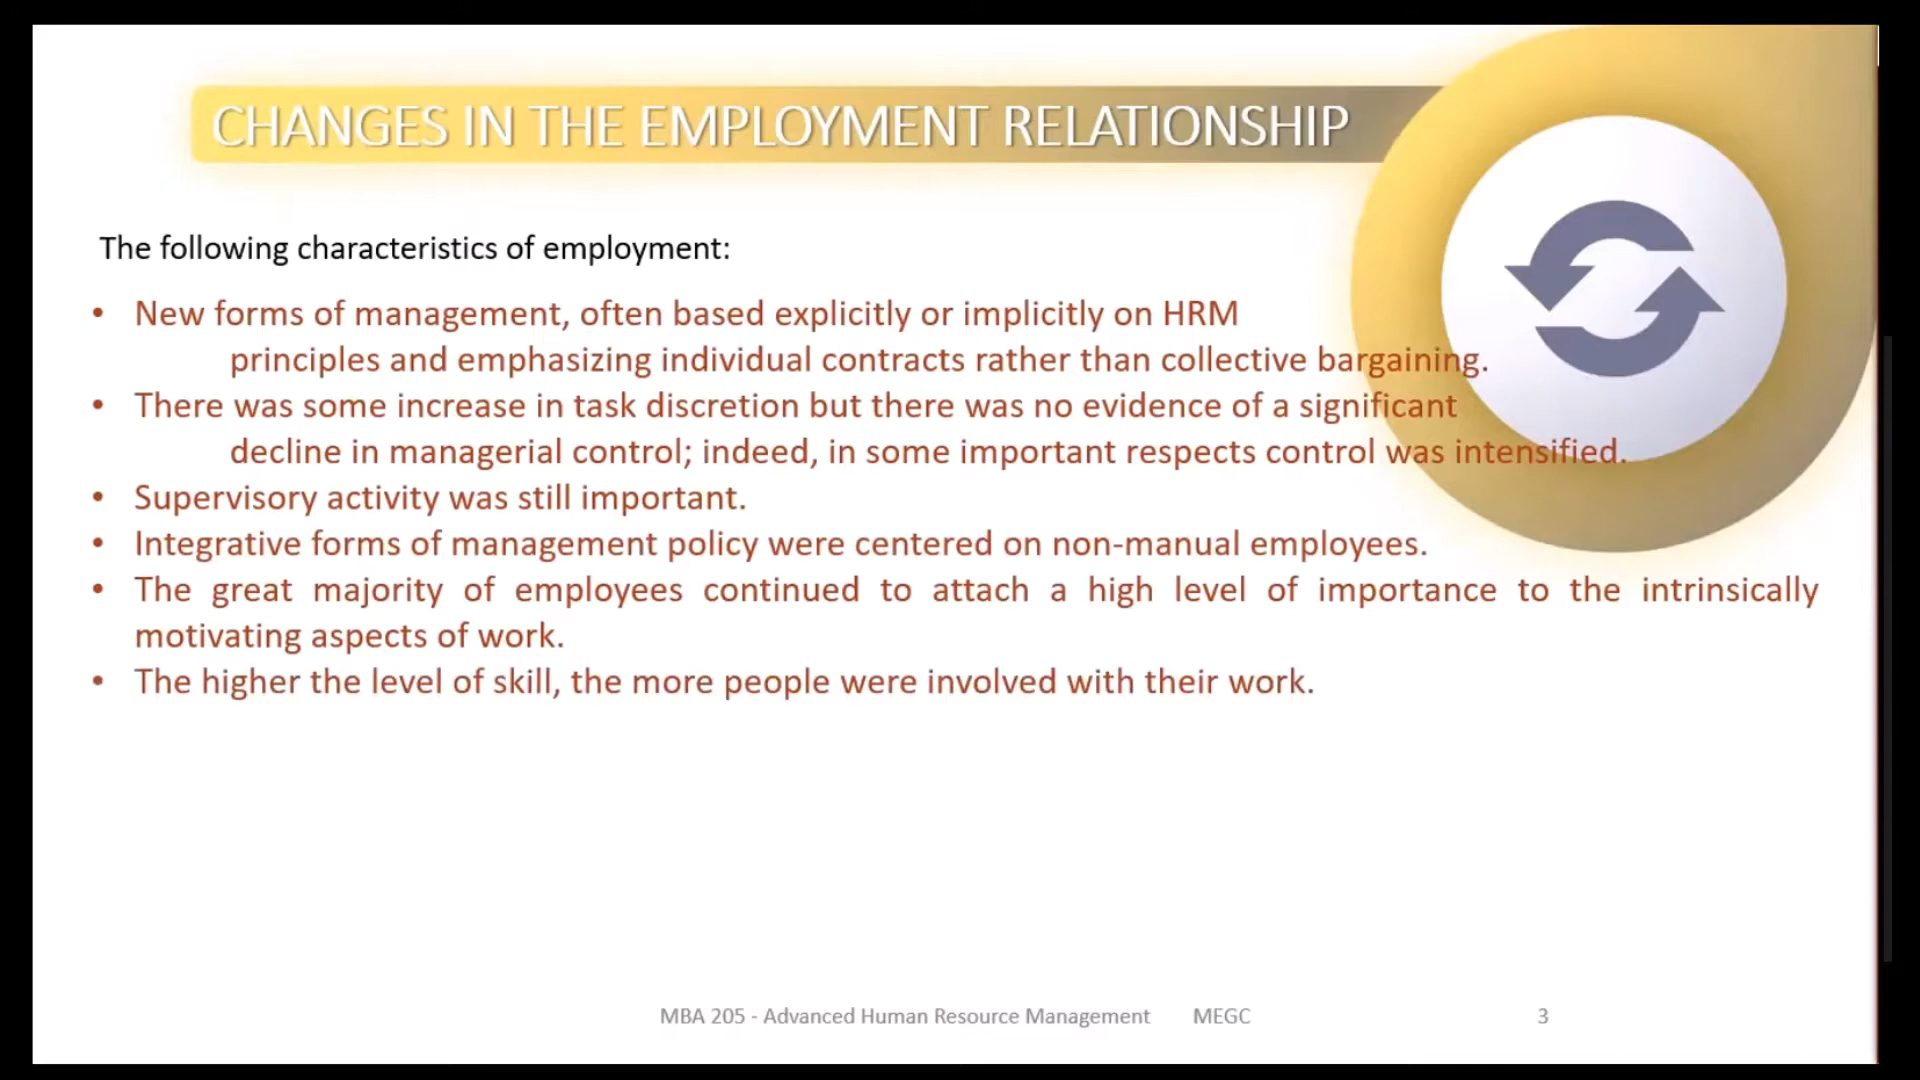 CHANGES IN THE EMPLOYMENT RELATIONSHIP
The following characteristics of employment:
• New forms of management, often based explicitly or implicitly on HRM
principles and emphasizing individual contracts rather than collective bargaining.
• There was some increase in task discretion but there was no evidence of a significant
decline in managerial control; indeed, in some important respects control was intensified.
• Supervisory activity was still important.
• Integrative forms of management policy were centered on non-manual employees.
• The great majority of employees continued to attach a high level of importance to the intrinsically
motivating aspects of work.
• The higher the level of skill, the more people were involved with their work.
MBA 205 - Advanced Human Resource Management MEGC 3